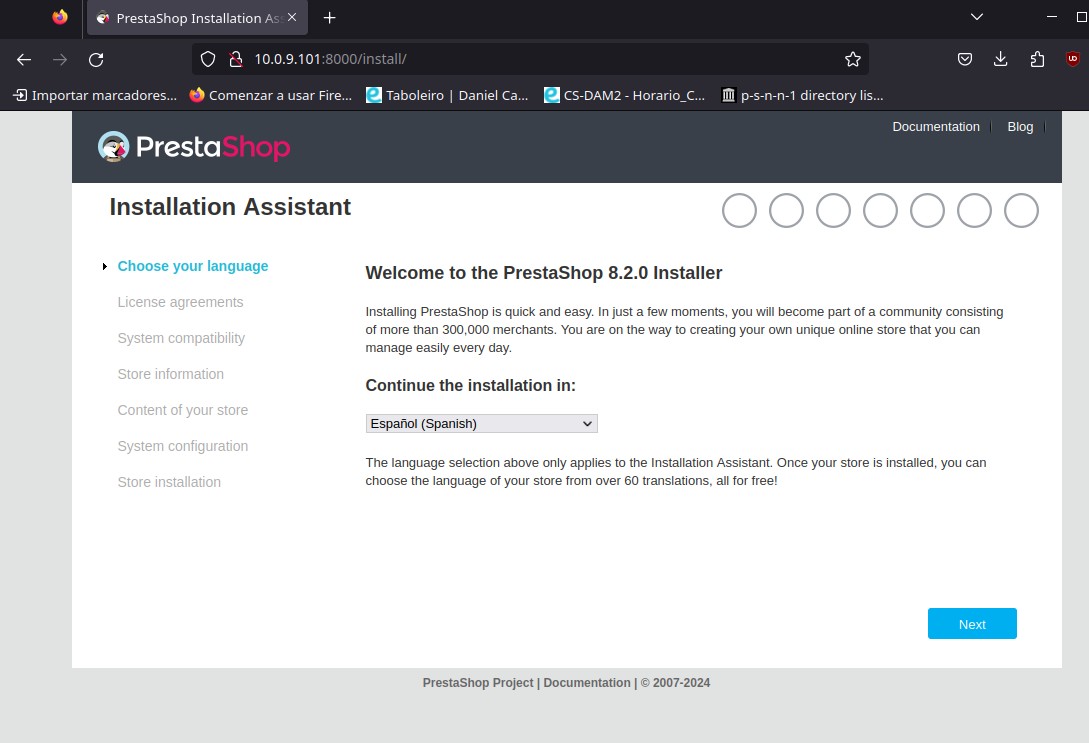 PrestaShop Installation As
10.0.9.101:8000/install/
Importar marcadores...
Comenzar a usar Fire...
Taboleiro | Daniel Ca...
CS-DAM2 - Horario_C...
p-s-n-n-1 directory lis...
PrestaShop
Documentation
Blog
Installation Assistant
Choose your language
License agreements
System compatibility
Store information
Content of your store
System configuration
Store installation
Welcome to the PrestaShop 8.2.0 Installer
Installing PrestaShop is quick and easy. In just a few moments, you will become part of a community consisting
of more than 300,000 merchants. You are on the way to creating your own unique online store that you can
manage easily every day.
Continue the installation in:
Español (Spanish)
The language selection above only applies to the Installation Assistant. Once your store is installed, you can
choose the language of your store from over 60 translations, all for free!
Next
PrestaShop Project | Documentation | © 2007-2024